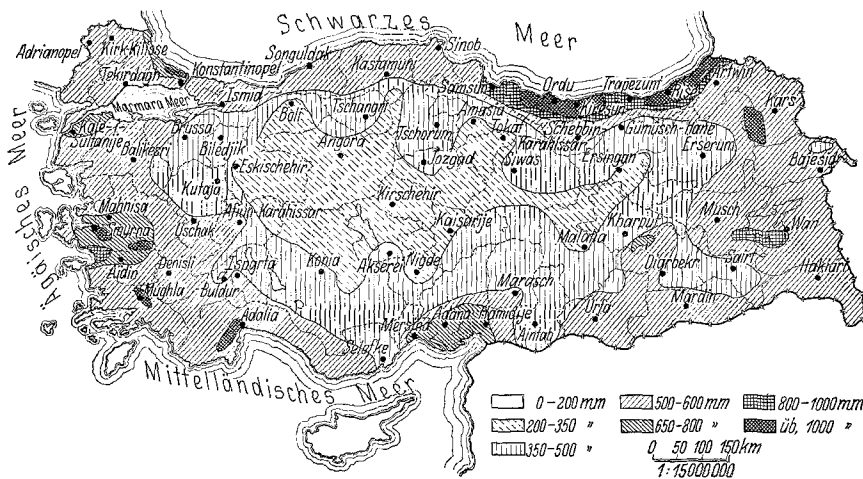 Schwarzes Meer
Adrianopel Kirk-Kilisse
Songuldak Sinob
Tekirdagh Konstantinopel Kastamuni
Marmara Meer Ismid Samsun Ordu Trapezunt Artwin
Boli Tschangri Kars
Kale-i-Sultanje Brussa Biledjik Tschorum Amasia Tokat Karahissar Gümüsch-hane
Balikesri Eskischehir Angora Jozgad Siwas Ersingan Erserum Bajesid
Kutaja Kirschehir
Ägisches Meer
Mahnisa Smyrna Uschak Afiun-Karahissar Kaisarije Malatia Kharput Musch Wan
Aidin Denisli Isparta Konia Akserei Nigde Diarbekr Sairt Hakiari
Mughla Buldur Marasch Mardin
Adalia Mersina Adana Hamidije Aintab Urfa
Selefke
Mittelländisches Meer
0-200 mm 500-600 mm 800-1000 mm
200-350 " 650-800 " üb. 1000 "
350-500 " 0 50 100 150 km
1:15000000